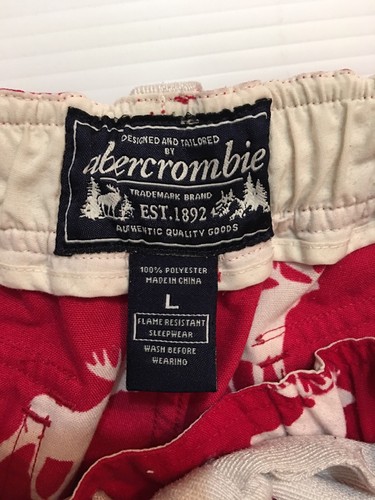 DESIGNED AND TAILORED
BY
abercrombie
TRADEMARK BRAND
EST. 1892
AUTHENTIC QUALITY GOODS
100% POLYESTER
MADE IN CHINA
L
FLAME RESISTANT
SLEEPWEAR
WASH BEFORE
WEARING